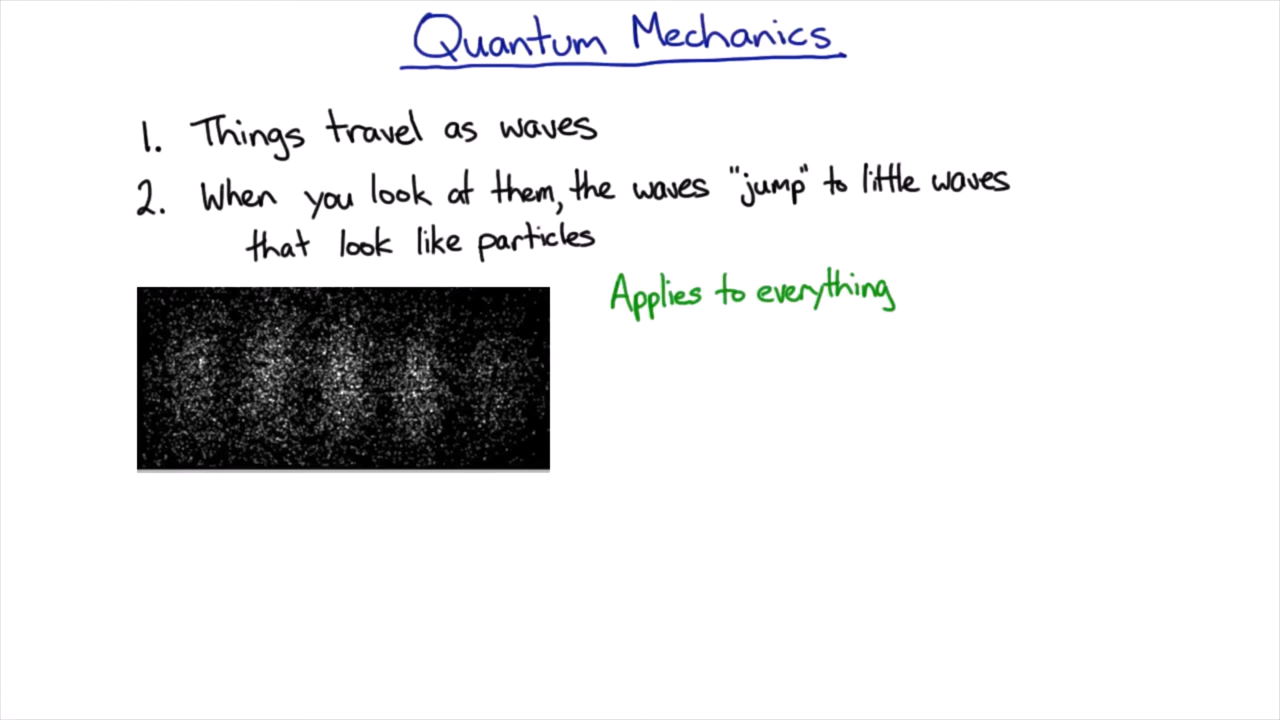 Quantum Mechanics
1. Things travel as waves
2. When you look at them, the waves "jump" to little waves
that look like particles
Applies to everything